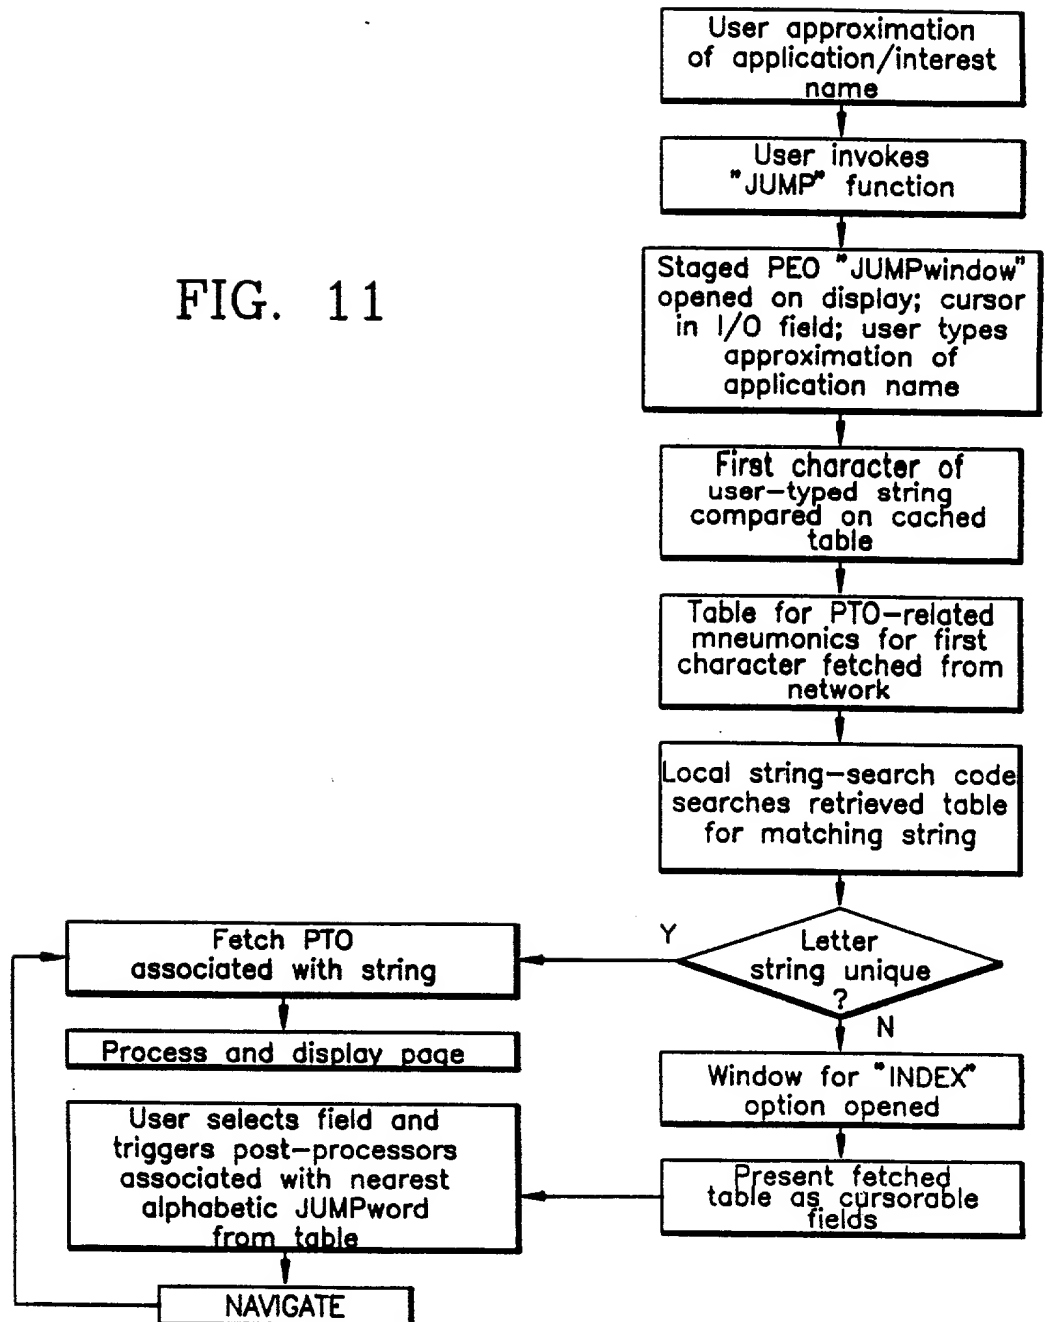 User approximation
of application/interest
name
User invokes
"JUMP" function
FIG. 11
Staged PEO "JUMPwindow"
opened on display; cursor
in I/O field; user types
approximation of
application name
First character of
user-typed string
compared on cached
table
Table for PTO-related
mneumonics for first
character fetched from
network
Local string-search code
searches retrieved table
for matching string
Letter
string unique
?
Y
N
Fetch PTO
associated with string
Process and display page
Window for "INDEX"
option opened
Present fetched
table as cursorable
fields
User selects field and
triggers post-processors
associated with nearest
alphabetic JUMPword
from table
NAVIGATE